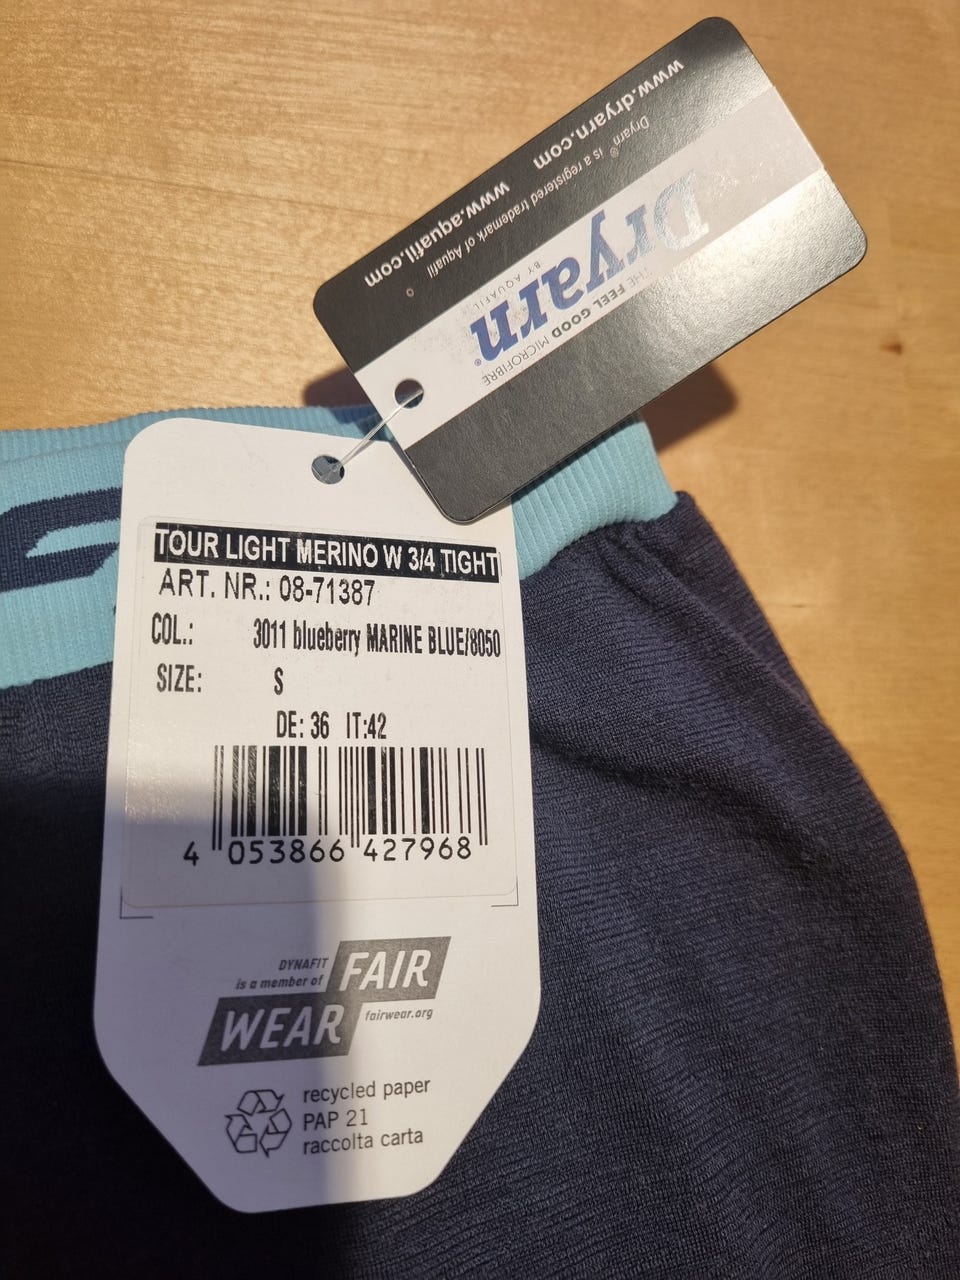 www.dryarn.com
Dryarn® is a registered trademark of Aquafil
www.aquafil.com
Dryarn®
BY AQUAFIL
THE FEEL GOOD MICROFIBRE
TOUR LIGHT MERINO W 3/4 TIGHT
ART. NR.: 08-71387
COL.: 3011 blueberry MARINE BLUE/8050
SIZE: S
DE: 36 IT:42
4 053866 427968
DYNAFIT
is a member of
FAIR
WEAR
fairwear.org
recycled paper
PAP 21
raccolta carta